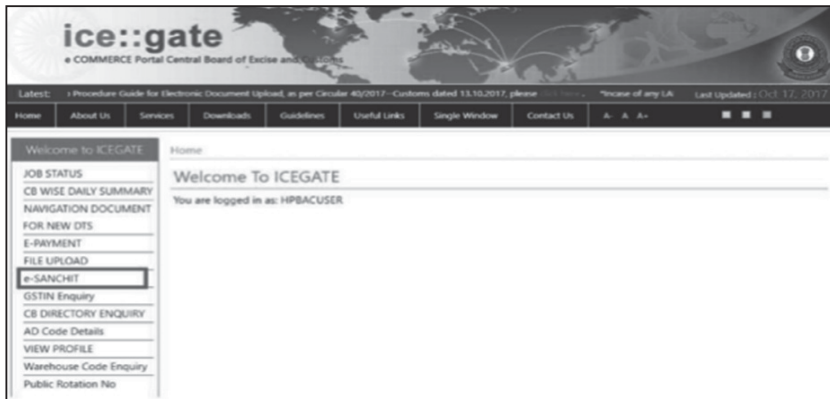 ice::gate
e COMMERCE Portal Central Board of Excise and Customs
Latest: Procedure Guide for Electronic Document Upload, as per Circular 40/2017-Customs dated 13.10.2017, please click here . *Incase of any LA Last Updated : Oct 17, 2017
Home About Us Services Downloads Guidelines Useful Links Single Window Contact Us A- A A+
Welcome to ICEGATE
Home
JOB STATUS
CB WISE DAILY SUMMARY
NAVIGATION DOCUMENT
FOR NEW DTS
E-PAYMENT
FILE UPLOAD
e-SANCHIT
GSTIN Enquiry
CB DIRECTORY ENQUIRY
AD Code Details
VIEW PROFILE
Warehouse Code Enquiry
Public Rotation No
Welcome To ICEGATE
You are logged in as: HPBACUSER